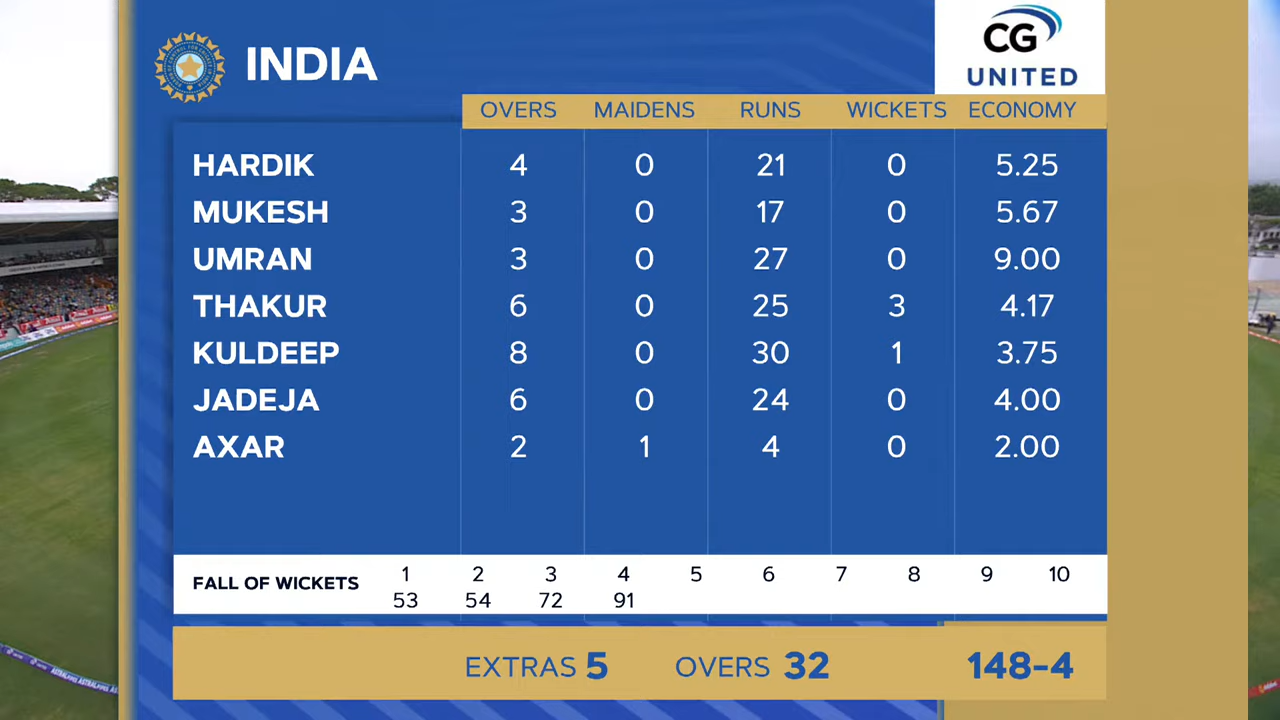 INDIA
CG
UNITED
OVERS MAIDENS RUNS WICKETS ECONOMY
HARDIK 4 0 21 0 5.25
MUKESH 3 0 17 0 5.67
UMRAN 3 0 27 0 9.00
THAKUR 6 0 25 3 4.17
KULDEEP 8 0 30 1 3.75
JADEJA 6 0 24 0 4.00
AXAR 2 1 4 0 2.00
FALL OF WICKETS 1 2 3 4 5 6 7 8 9 10
53 54 72 91
EXTRAS 5 OVERS 32 148-4